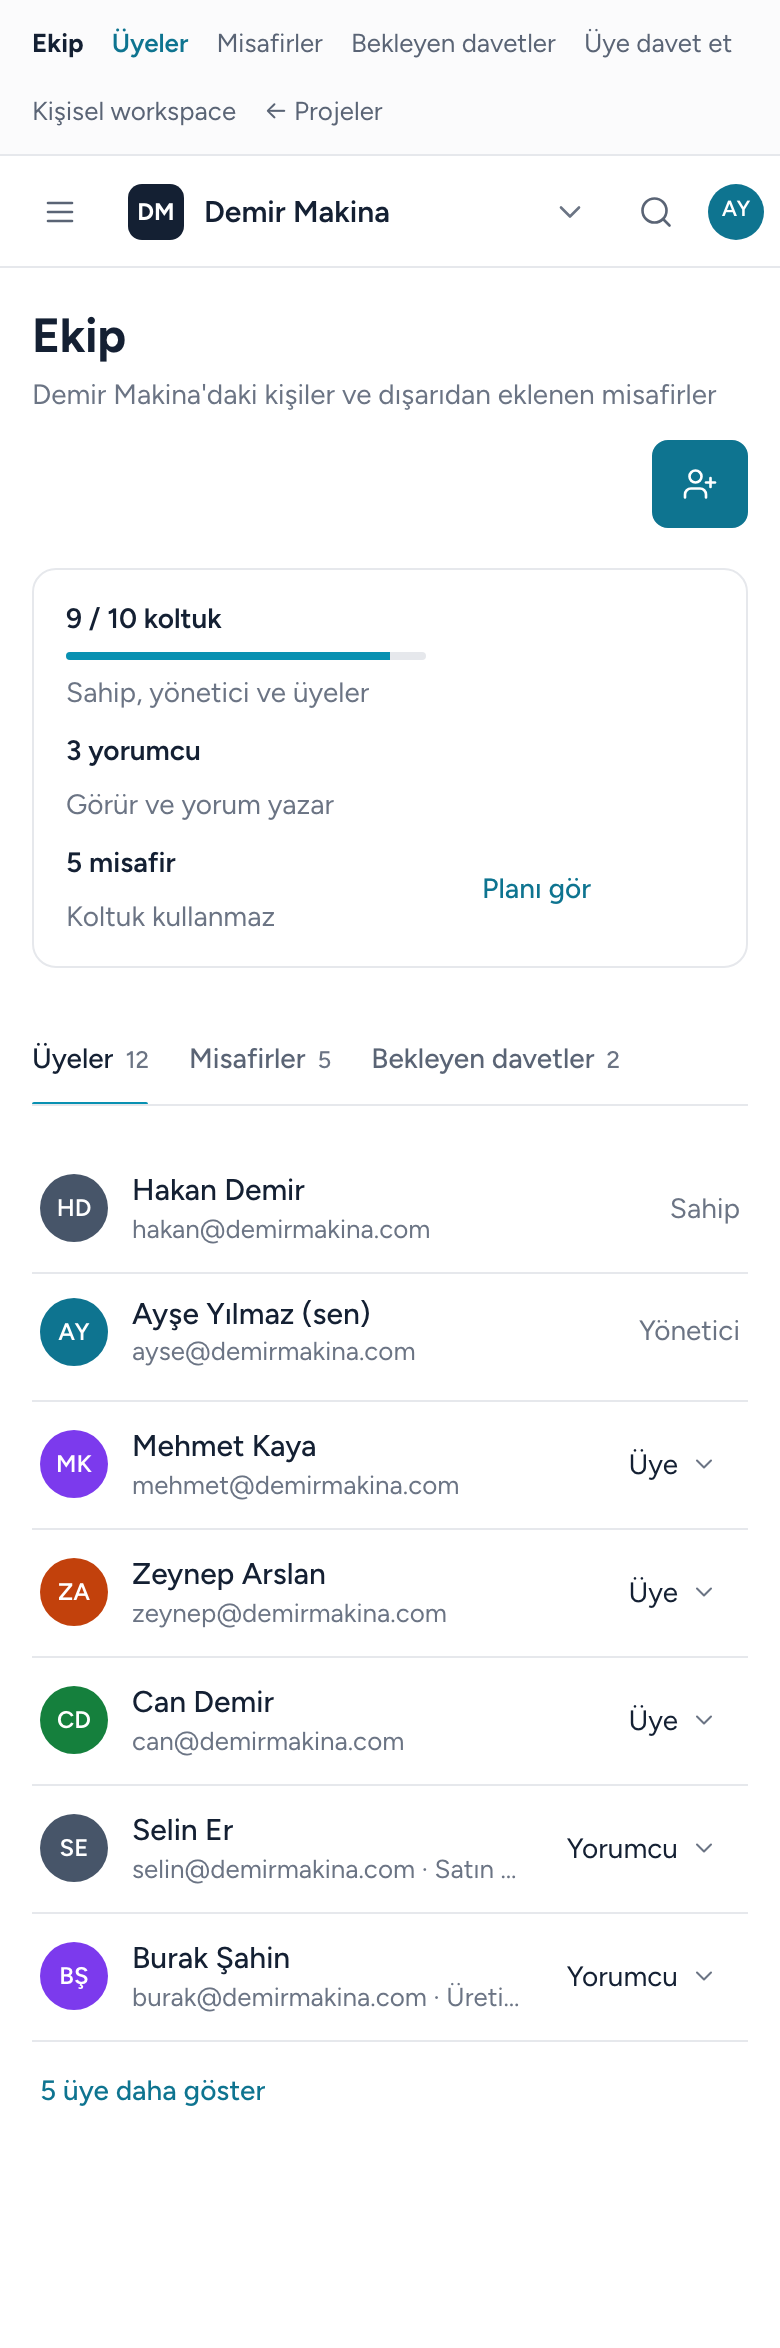 Ekip Üyeler Misafirler Bekleyen davetler Üye davet et
Kişisel workspace ← Projeler
DM Demir Makina AY
Ekip
Demir Makina'daki kişiler ve dışarıdan eklenen misafirler
9 / 10 koltuk
Sahip, yönetici ve üyeler
3 yorumcu
Görür ve yorum yazar
5 misafir
Planı gör
Koltuk kullanmaz
Üyeler 12 Misafirler 5 Bekleyen davetler 2
HD Hakan Demir
hakan@demirmakina.com
Sahip
AY Ayşe Yılmaz (sen)
ayse@demirmakina.com
Yönetici
MK Mehmet Kaya
mehmet@demirmakina.com
Üye
ZA Zeynep Arslan
zeynep@demirmakina.com
Üye
CD Can Demir
can@demirmakina.com
Üye
SE Selin Er
selin@demirmakina.com · Satın ...
Yorumcu
BŞ Burak Şahin
burak@demirmakina.com · Üreti...
Yorumcu
5 üye daha göster